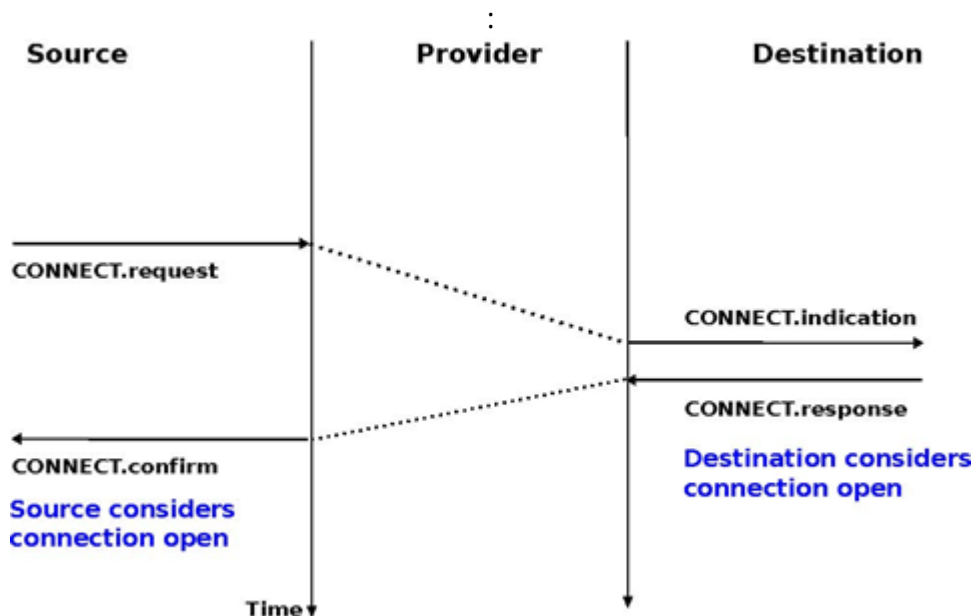 :
Source Provider Destination
CONNECT.request
CONNECT.indication
CONNECT.response
CONNECT.confirm
Destination considers
connection open
Source considers
connection open
Time